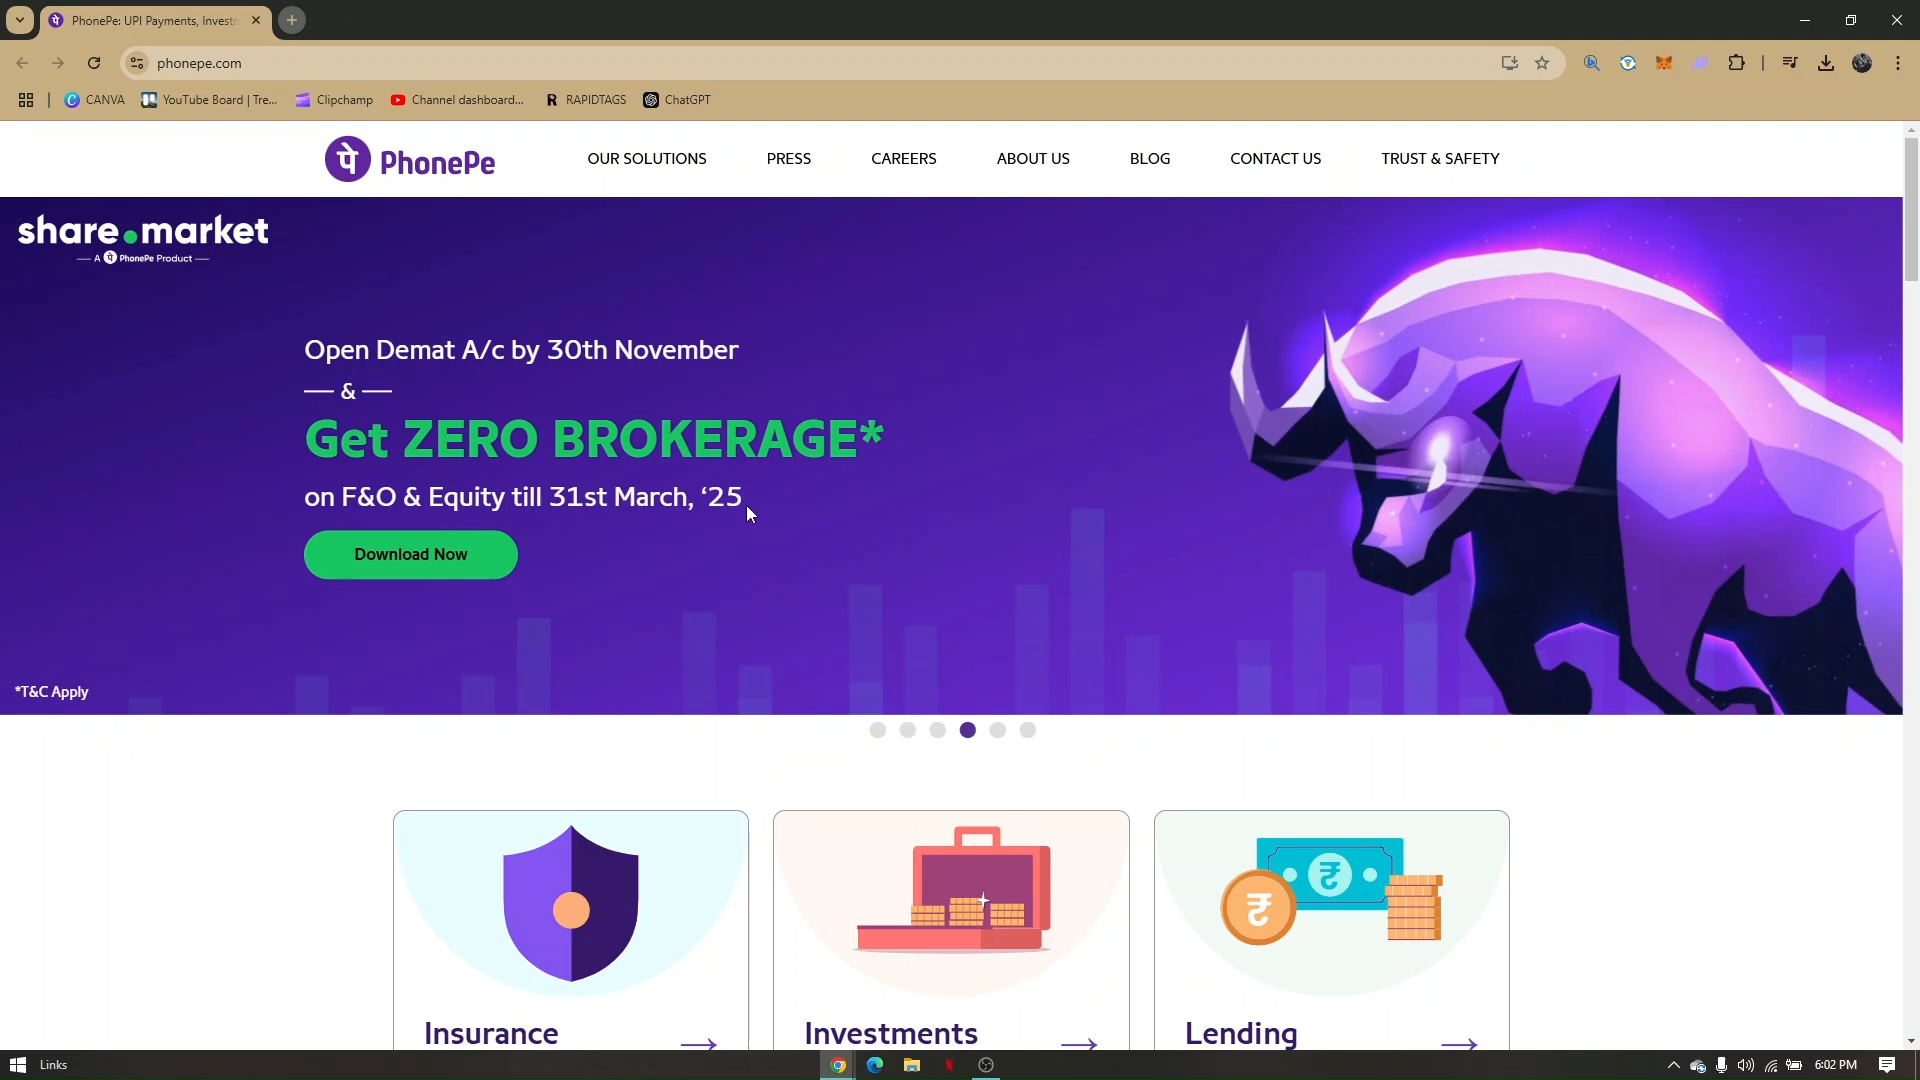 PhonePe: UPI Payments, Investm
phonepe.com
CANVA
YouTube Board | Tre...
Clipchamp
Channel dashboard...
RAPIDTAGS
ChatGPT
पे PhonePe
OUR SOLUTIONS
PRESS
CAREERS
ABOUT US
BLOG
CONTACT US
TRUST & SAFETY
share.market
A पे PhonePe Product
Open Demat A/c by 30th November
&
Get ZERO BROKERAGE*
on F&O & Equity till 31st March, ‘25
Download Now
*T&C Apply
₹
₹
Insurance
Investments
Lending
Links
6:02 PM